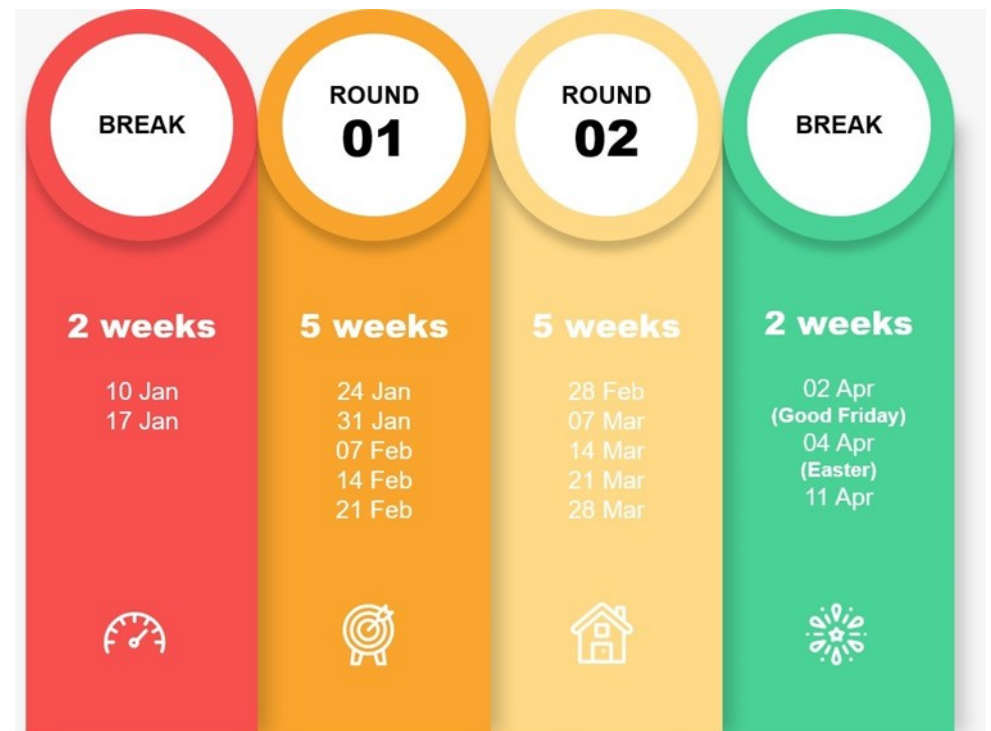 BREAK
2 weeks
10 Jan
17 Jan
ROUND
01
5 weeks
24 Jan
31 Jan
07 Feb
14 Feb
21 Feb
ROUND
02
5 weeks
28 Feb
07 Mar
14 Mar
21 Mar
28 Mar
BREAK
2 weeks
02 Apr
(Good Friday)
04 Apr
(Easter)
11 Apr